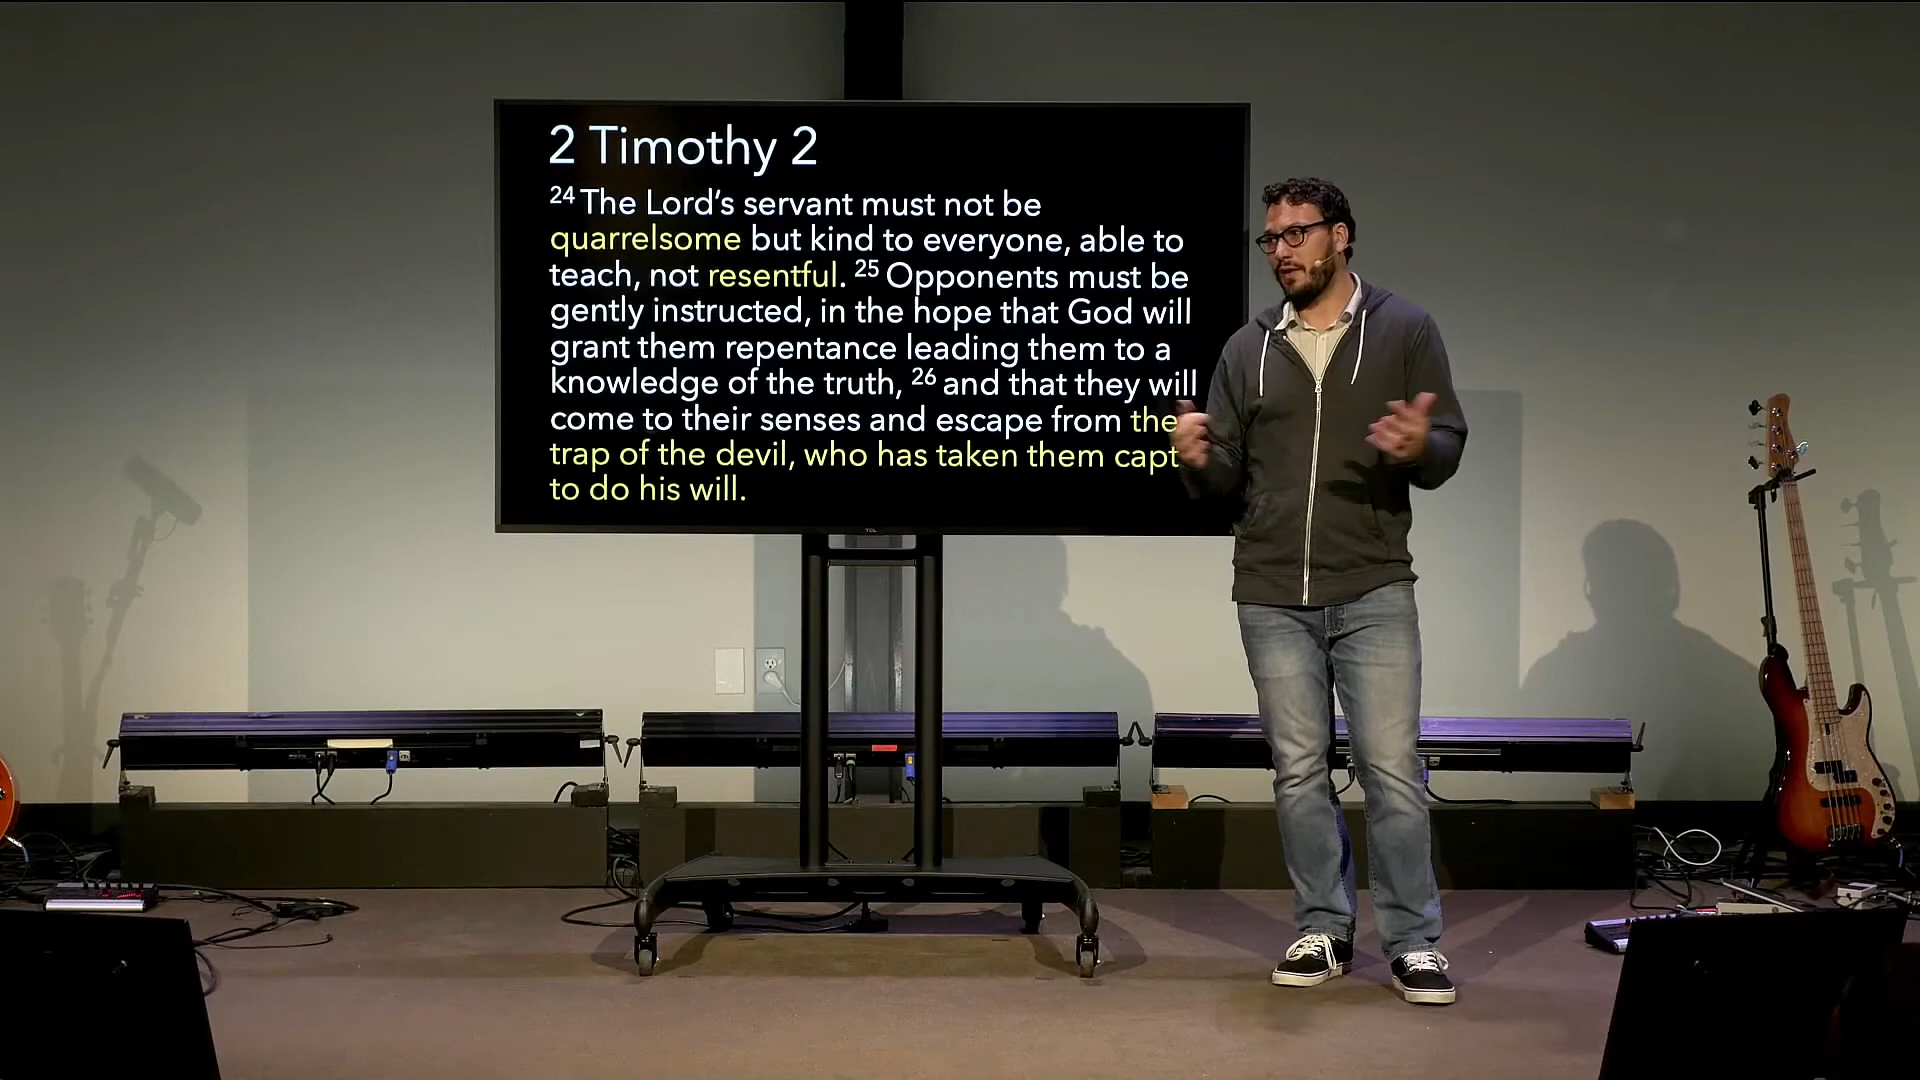 2 Timothy 2
24 The Lord's servant must not be
quarrelsome but kind to everyone, able to
teach, not resentful. 25 Opponents must be
gently instructed, in the hope that God will
grant them repentance leading them to a
knowledge of the truth, 26 and that they will
come to their senses and escape from the
trap of the devil, who has taken them capt
to do his will.
TCL